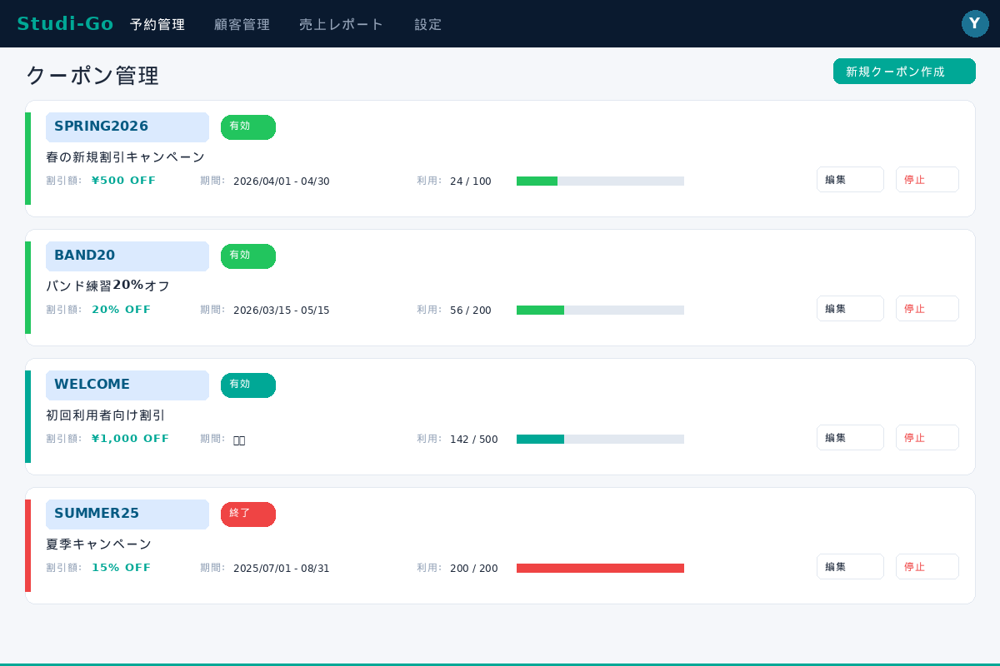 Studi-Go 予約管理 顧客管理 売上レポート 設定 Y
クーポン管理 新規クーポン作成
SPRING2026 有効
春の新規割引キャンペーン
割引額: ¥500 OFF 期間: 2026/04/01 - 04/30 利用: 24 / 100 編集 停止
BAND20 有効
バンド練習20%オフ
割引額: 20% OFF 期間: 2026/03/15 - 05/15 利用: 56 / 200 編集 停止
WELCOME 有効
初回利用者向け割引
割引額: ¥1,000 OFF 期間: 利用: 142 / 500 編集 停止
SUMMER25 終了
夏季キャンペーン
割引額: 15% OFF 期間: 2025/07/01 - 08/31 利用: 200 / 200 編集 停止